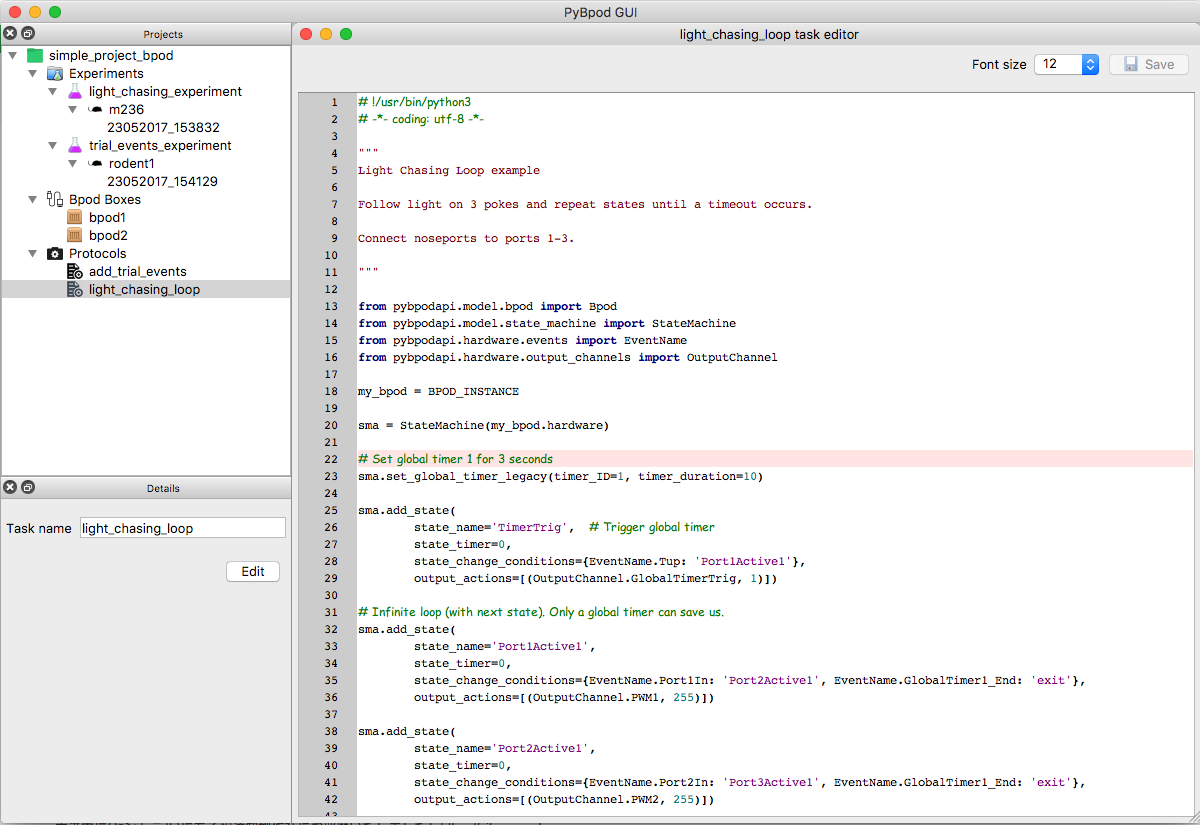 PyBpod GUI
Projects
simple_project_bpod
Experiments
light_chasing_experiment
m236
23052017_153832
trial_events_experiment
rodent1
23052017_154129
Bpod Boxes
bpod1
bpod2
Protocols
add_trial_events
light_chasing_loop
Details
Task name light_chasing_loop
Edit
light_chasing_loop task editor
Font size 12 Save
1 # !/usr/bin/python3
2 # -*- coding: utf-8 -*-
3
4 """
5 Light Chasing Loop example
6
7 Follow light on 3 pokes and repeat states until a timeout occurs.
8
9 Connect noseports to ports 1-3.
10
11 """
12
13 from pybpodapi.model.bpod import Bpod
14 from pybpodapi.model.state_machine import StateMachine
15 from pybpodapi.hardware.events import EventName
16 from pybpodapi.hardware.output_channels import OutputChannel
17
18 my_bpod = BPOD_INSTANCE
19
20 sma = StateMachine(my_bpod.hardware)
21
22 # Set global timer 1 for 3 seconds
23 sma.set_global_timer_legacy(timer_ID=1, timer_duration=10)
24
25 sma.add_state(
26 state_name='TimerTrig', # Trigger global timer
27 state_timer=0,
28 state_change_conditions={EventName.Tup: 'Port1Active1'},
29 output_actions=[(OutputChannel.GlobalTimerTrig, 1)])
30
31 # Infinite loop (with next state). Only a global timer can save us.
32 sma.add_state(
33 state_name='Port1Active1',
34 state_timer=0,
35 state_change_conditions={EventName.Port1In: 'Port2Active1', EventName.GlobalTimer1_End: 'exit'},
36 output_actions=[(OutputChannel.PWM1, 255)])
37
38 sma.add_state(
39 state_name='Port2Active1',
40 state_timer=0,
41 state_change_conditions={EventName.Port2In: 'Port3Active1', EventName.GlobalTimer1_End: 'exit'},
42 output_actions=[(OutputChannel.PWM2, 255)])